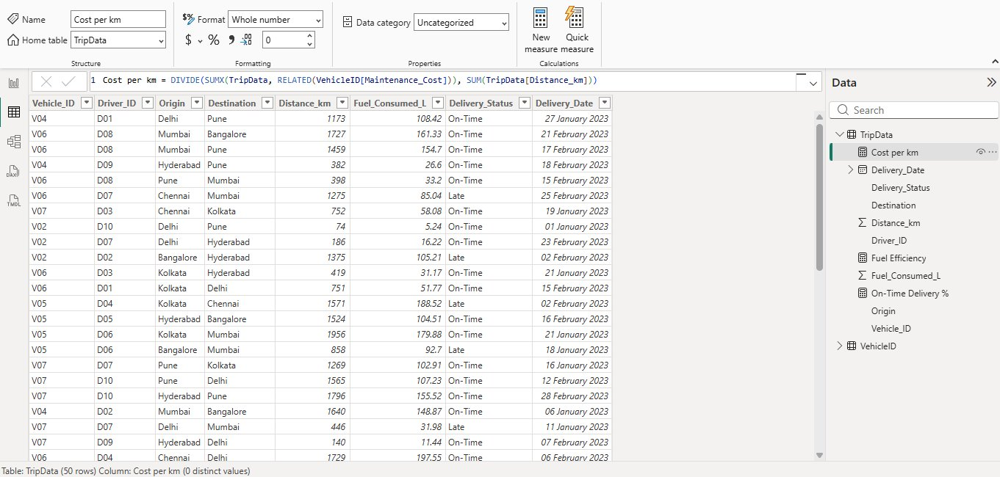 Name Cost per km
Home table TripData
Structure
Format Whole number
$ % 0
Formatting
Data category Uncategorized
Properties
New measure
Quick measure
Calculations
1 Cost per km = DIVIDE(SUMX(TripData, RELATED(VehicleID[Maintenance_Cost])), SUM(TripData[Distance_km]))
Vehicle_ID Driver_ID Origin Destination Distance_km Fuel_Consumed_L Delivery_Status Delivery_Date
V04 D01 Delhi Pune 1173 108.42 On-Time 27 January 2023
V06 D08 Mumbai Bangalore 1727 161.33 On-Time 21 February 2023
V06 D08 Mumbai Pune 1459 154.7 On-Time 17 February 2023
V04 D09 Hyderabad Pune 382 26.6 On-Time 18 February 2023
V06 D08 Pune Mumbai 398 33.2 On-Time 15 February 2023
V06 D07 Chennai Mumbai 1275 85.04 Late 25 February 2023
V07 D03 Chennai Kolkata 752 58.08 On-Time 19 January 2023
V02 D10 Delhi Pune 74 5.24 On-Time 01 January 2023
V02 D07 Delhi Hyderabad 186 16.22 On-Time 23 February 2023
V02 D02 Bangalore Hyderabad 1375 105.21 Late 02 February 2023
V06 D03 Kolkata Hyderabad 419 31.17 On-Time 21 January 2023
V06 D01 Kolkata Delhi 751 51.77 On-Time 15 February 2023
V05 D04 Kolkata Chennai 1571 188.52 Late 02 February 2023
V05 D05 Hyderabad Bangalore 1524 104.51 On-Time 16 February 2023
V05 D06 Kolkata Mumbai 1956 179.88 On-Time 21 January 2023
V05 D06 Bangalore Mumbai 858 92.7 Late 18 January 2023
V07 D07 Pune Kolkata 1269 102.91 On-Time 16 January 2023
V07 D10 Pune Delhi 1565 107.23 On-Time 12 February 2023
V07 D10 Hyderabad Pune 1796 155.52 On-Time 28 February 2023
V04 D02 Mumbai Bangalore 1640 148.87 On-Time 06 January 2023
V07 D07 Delhi Mumbai 446 31.98 Late 11 January 2023
V07 D09 Hyderabad Delhi 140 11.44 On-Time 07 February 2023
V06 D04 Chennai Delhi 1729 197.55 On-Time 06 February 2023
Table: TripData (50 rows) Column: Cost per km (0 distinct values)
DAX
TMDL
Data
Search
TripData
Cost per km
Delivery_Date
Delivery_Status
Destination
Distance_km
Driver_ID
Fuel Efficiency
Fuel_Consumed_L
On-Time Delivery %
Origin
Vehicle_ID
VehicleID